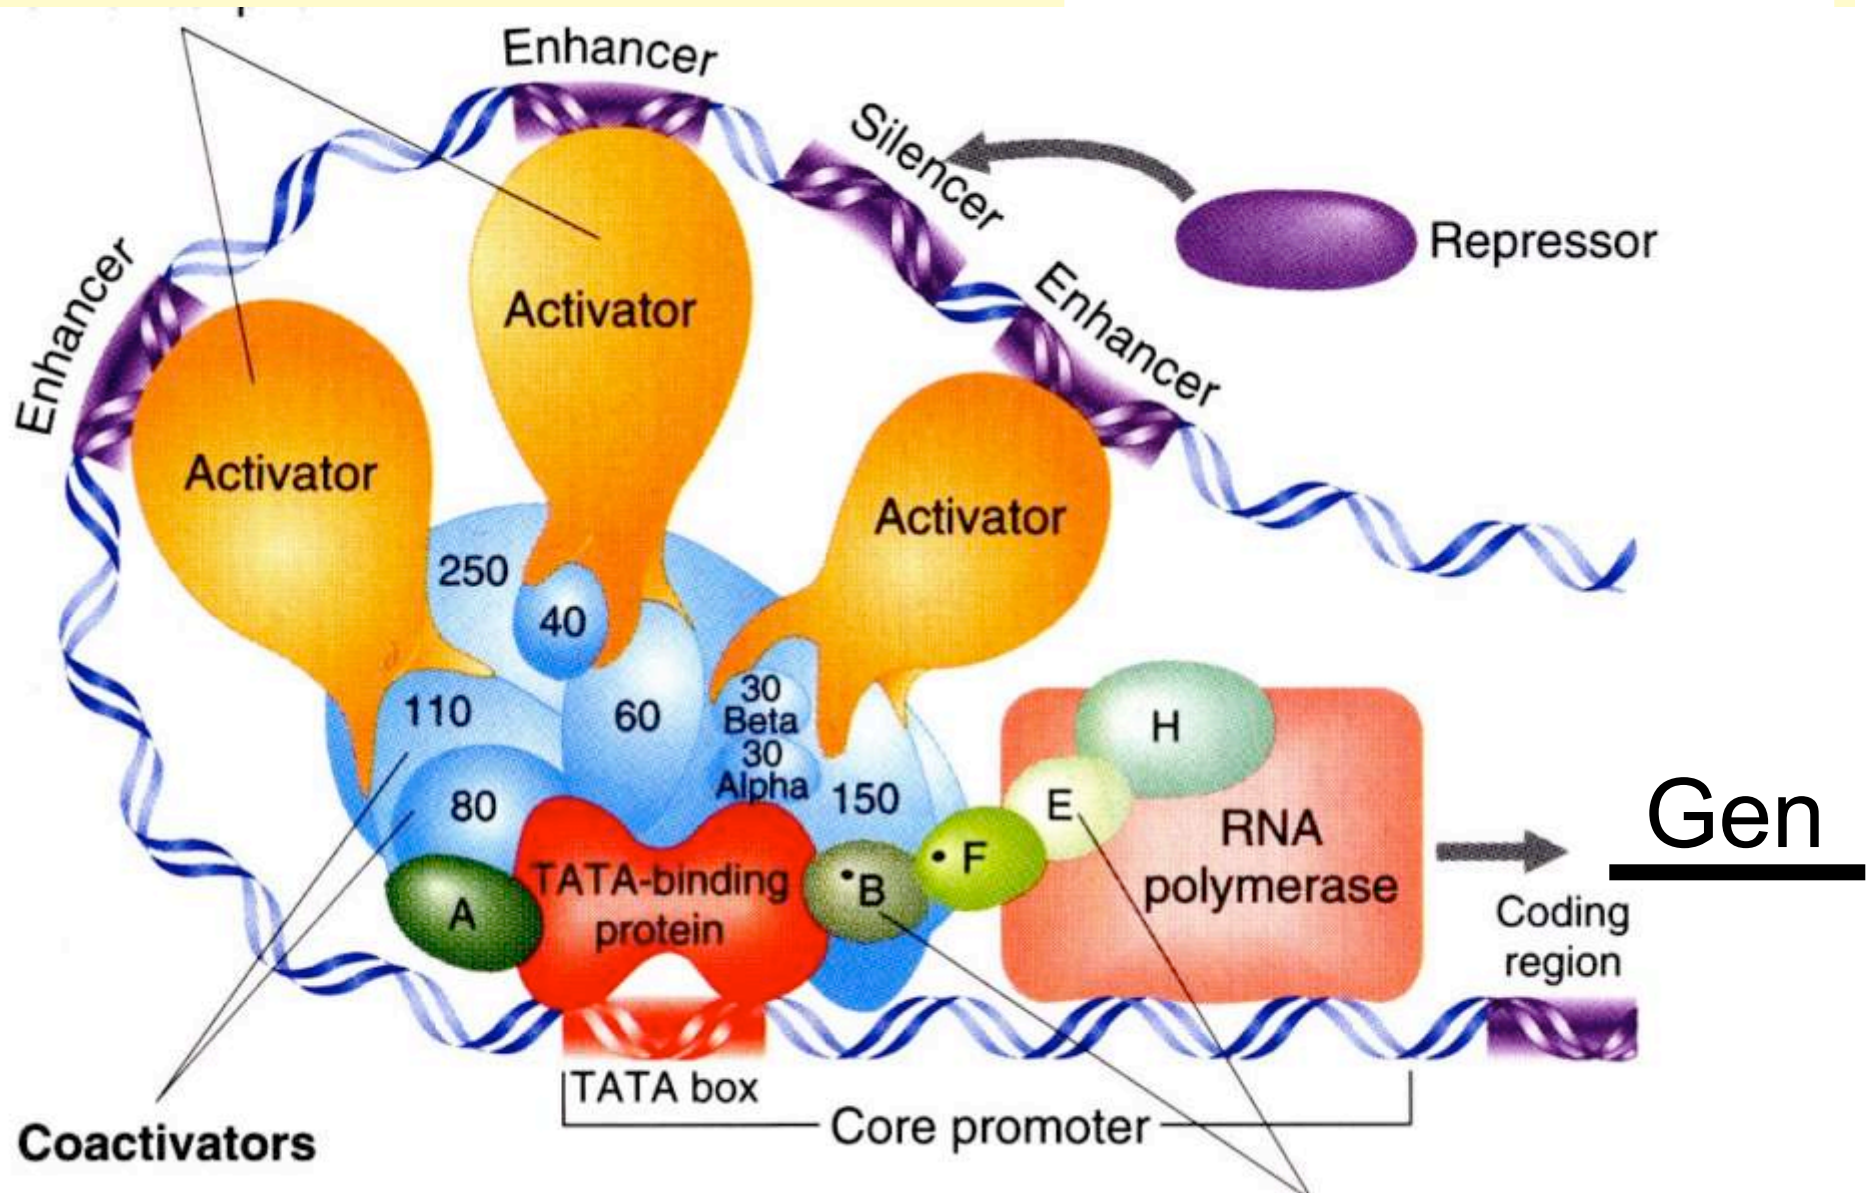 Enhancer
Silencer
Repressor
Enhancer
Enhancer
Activator
Activator
Activator
250
40
110
60
30
Beta
30
Alpha
80
150
H
E
F
B
A
TATA-binding
protein
RNA
polymerase
Gen
Coding
region
TATA box
Core promoter
Coactivators